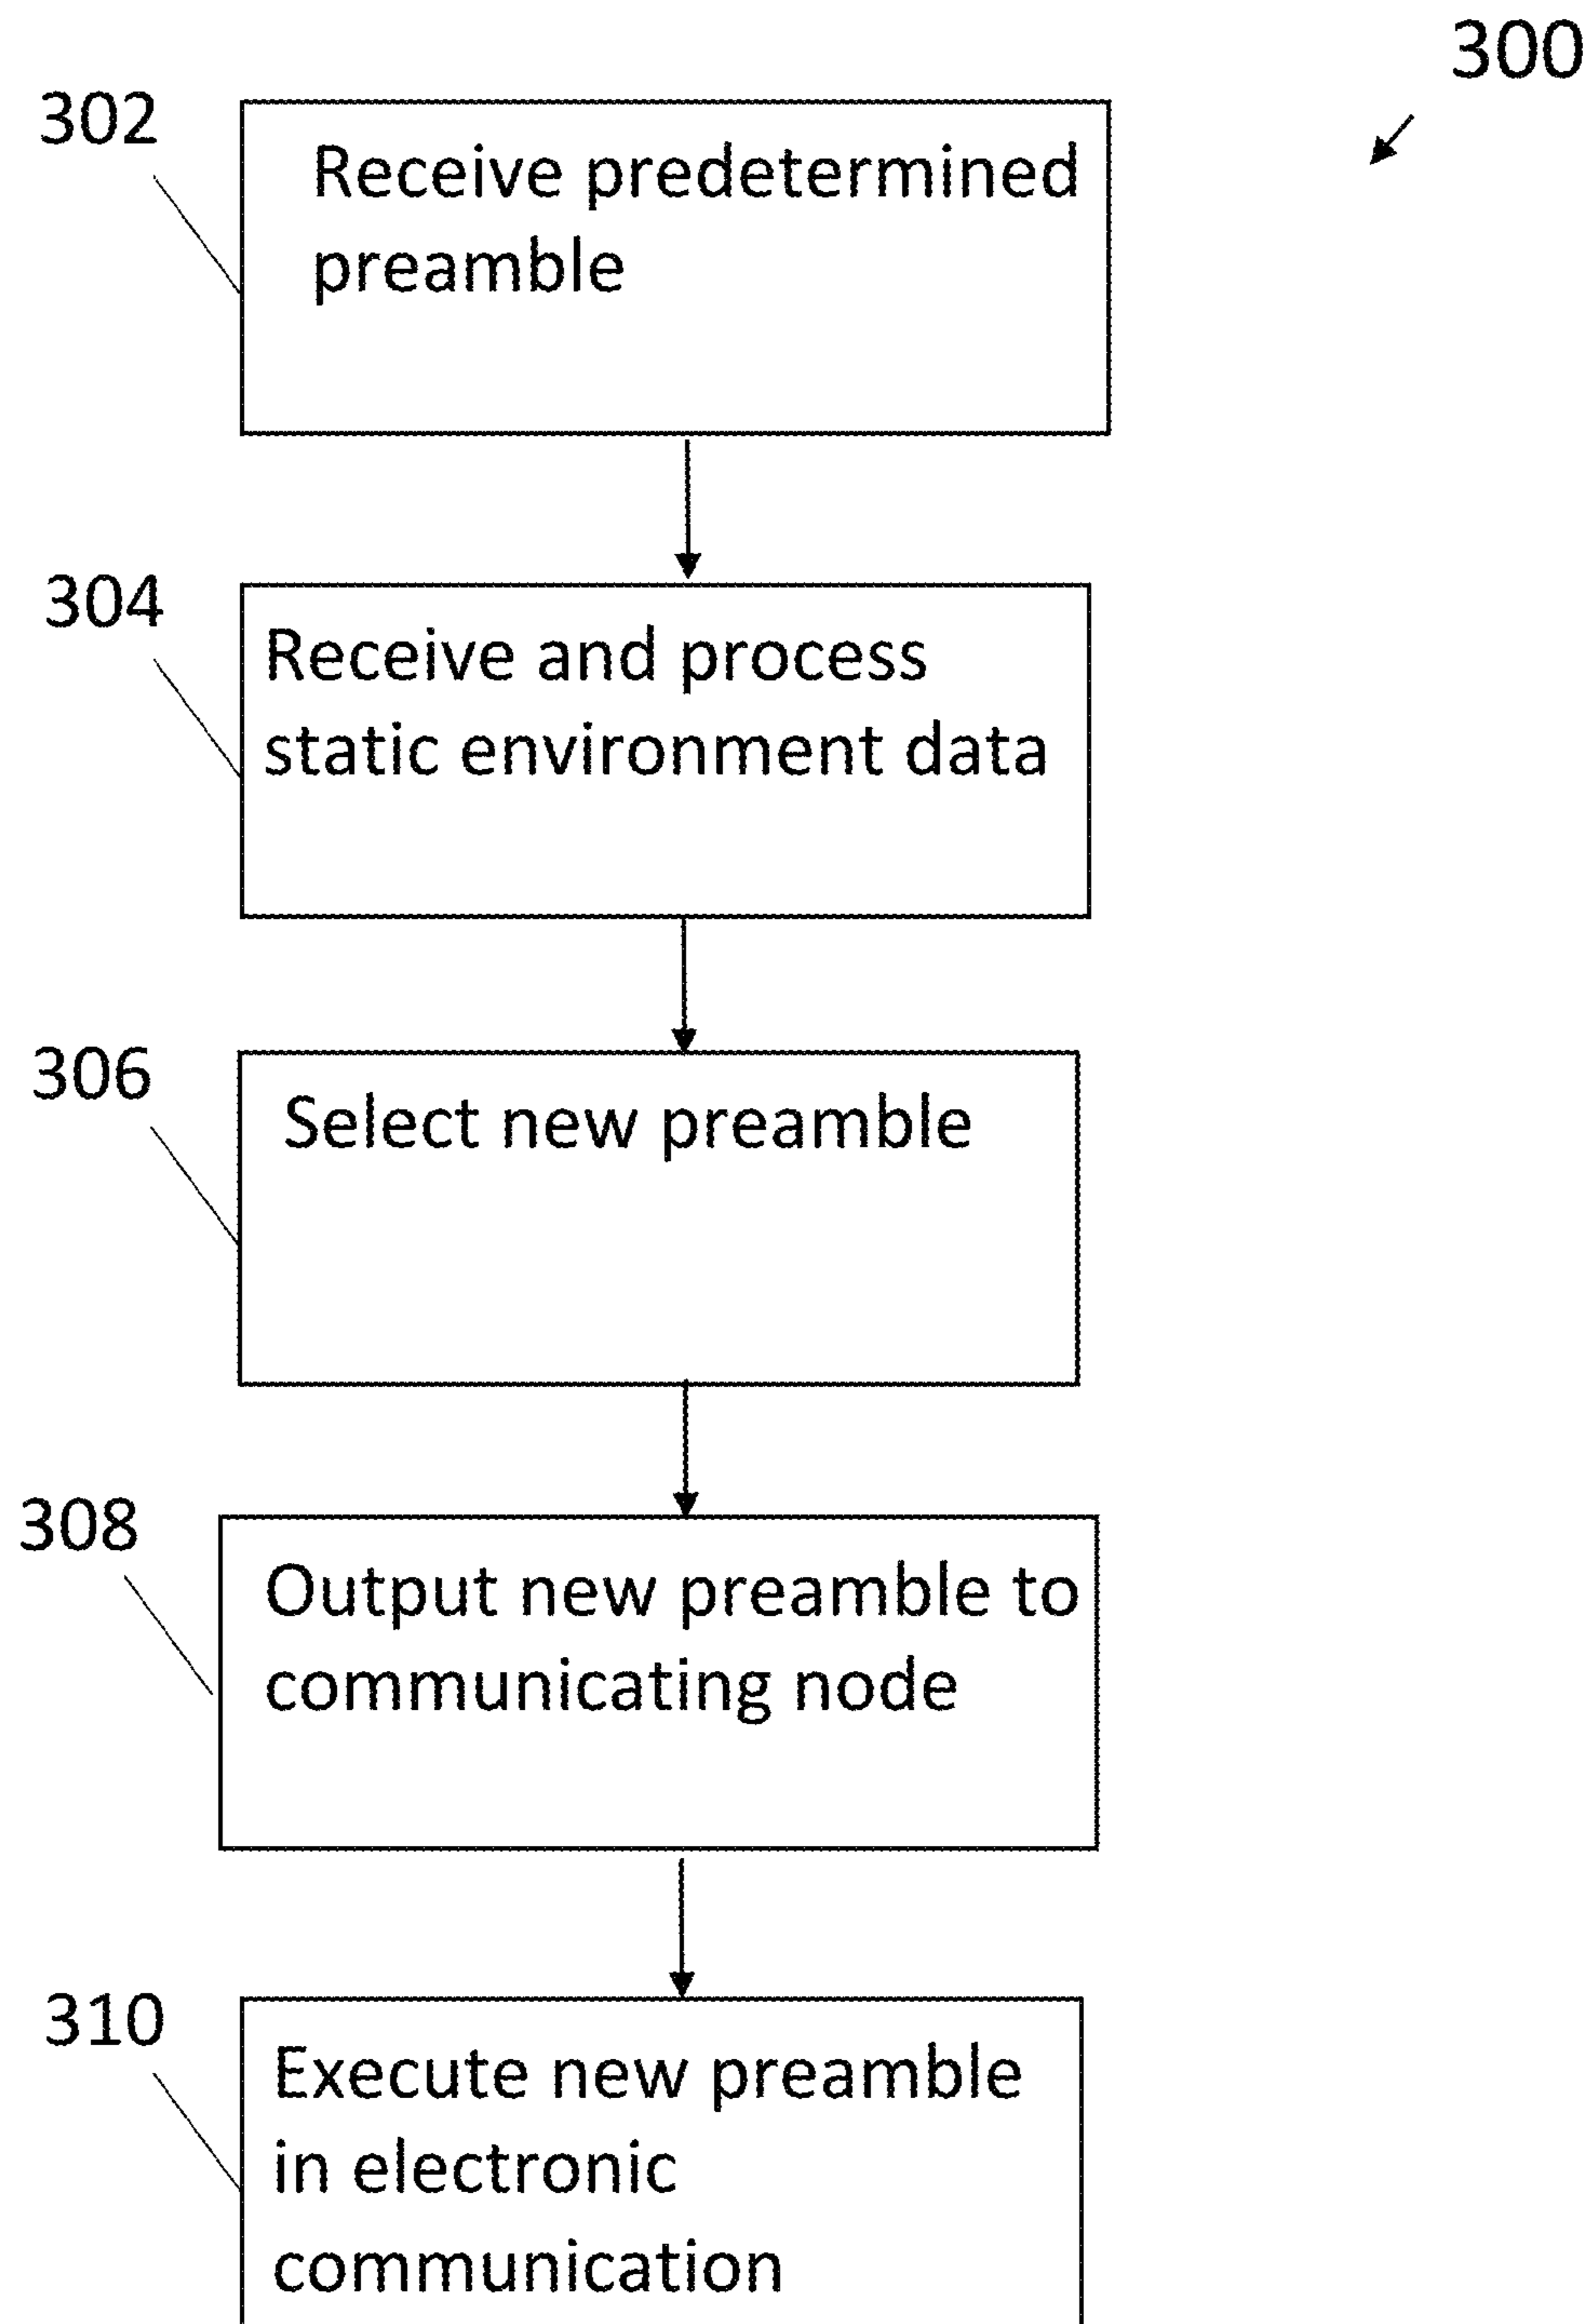 300
302
Receive predetermined
preamble
304
Receive and process
static environment data
306
Select new preamble
308
Output new preamble to
communicating node
310
Execute new preamble
in electronic
communication